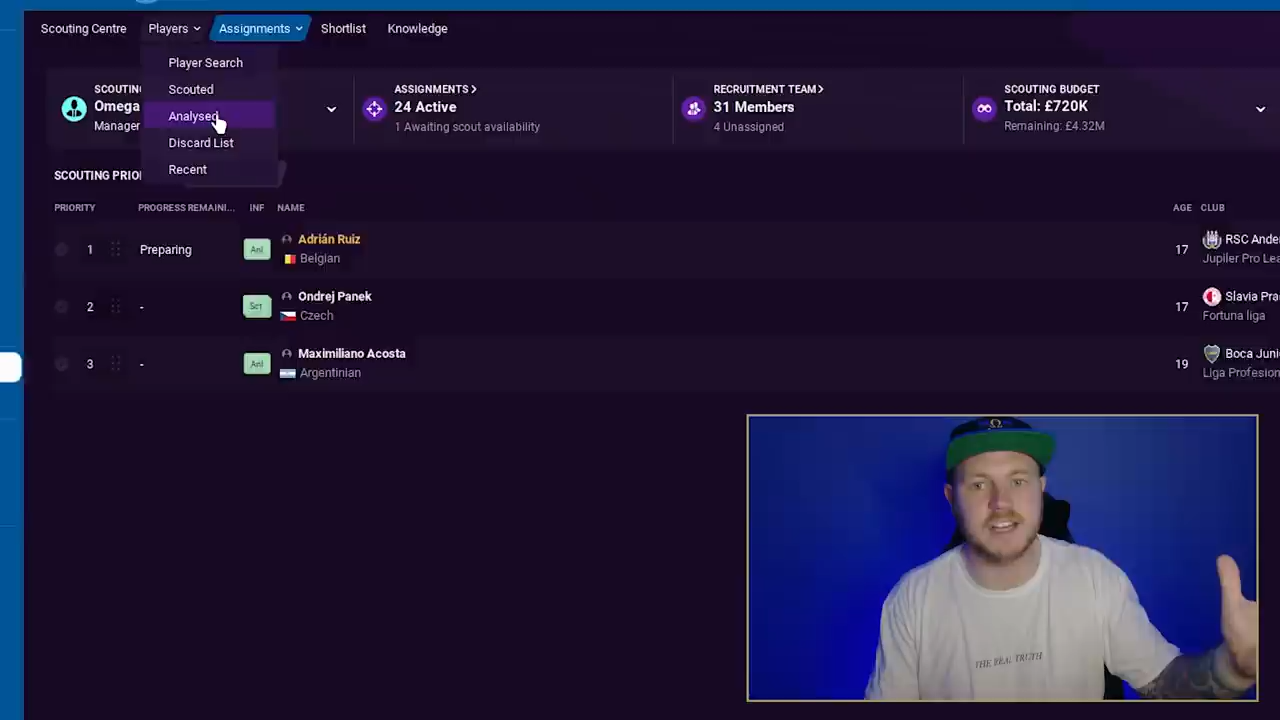 Scouting Centre Players Assignments Shortlist Knowledge
Player Search
Scouted
Analysed
Discard List
Recent
Omega
Manager
ASSIGNMENTS
24 Active
1 Awaiting scout availability
RECRUITMENT TEAM
31 Members
4 Unassigned
SCOUTING BUDGET
Total: £720K
Remaining: £4.32M
PRIORITY PROGRESS REMAINI... INF NAME AGE CLUB
1 Preparing Anl Adrián Ruiz 17 RSC Ande
Belgian Jupiler Pro Lea
2 - Sct Ondrej Panek 17 Slavia Pra
Czech Fortuna liga
3 - Anl Maximiliano Acosta 19 Boca Juni
Argentinian Liga Profesion
THE REAL TRUTH